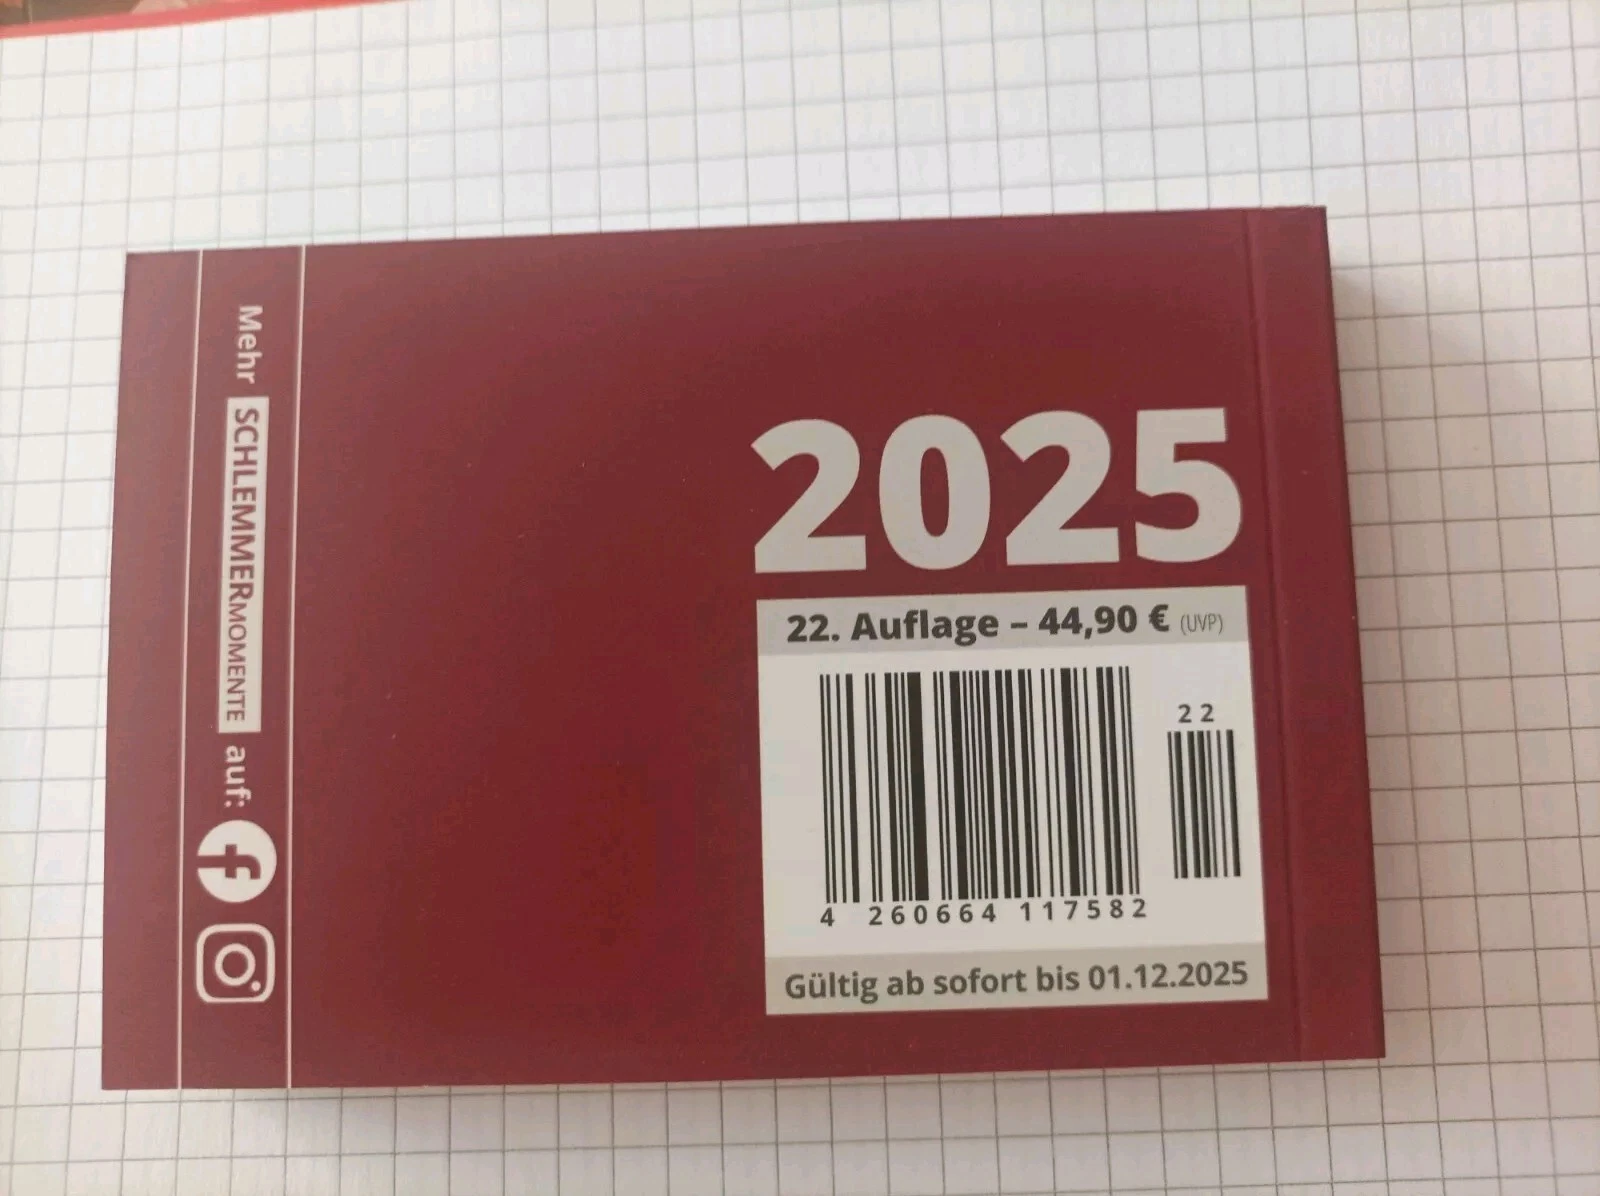 Mehr SCHLEMMERMOMENTE auf:
2025
22. Auflage – 44,90 € (UVP)
22
4 260664 117582
Gültig ab sofort bis 01.12.2025